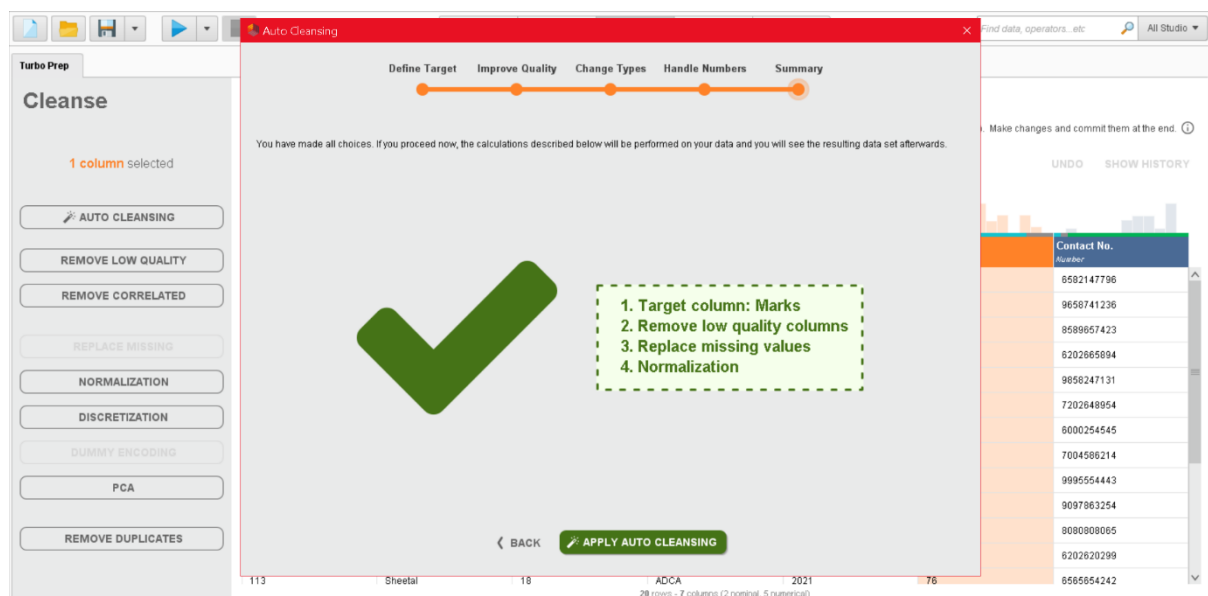 Auto Cleansing
Find data, operators...etc
All Studio
Turbo Prep
Cleanse
1 column selected
AUTO CLEANSING
REMOVE LOW QUALITY
REMOVE CORRELATED
REPLACE MISSING
NORMALIZATION
DISCRETIZATION
DUMMY ENCODING
PCA
REMOVE DUPLICATES
Define Target Improve Quality Change Types Handle Numbers Summary
You have made all choices. If you proceed now, the calculations described below will be performed on your data and you will see the resulting data set afterwards.
1. Target column: Marks
2. Remove low quality columns
3. Replace missing values
4. Normalization
BACK
APPLY AUTO CLEANSING
Make changes and commit them at the end.
UNDO SHOW HISTORY
Contact No.
Number
6582147796
9658741236
8589657423
6202665894
9858247131
7202648954
6000254545
7004586214
9995554443
9097863254
8080808065
6202620299
113 Sheetal 18 ADCA 2021 76 6565654242
20 rows - 7 columns (2 nominal, 5 numerical)